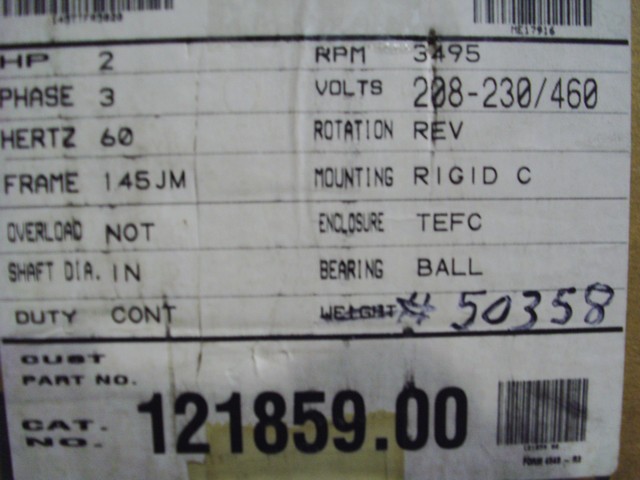 ME17916
HP 2 RPM 3495
PHASE 3 VOLTS 208-230/460
HERTZ 60 ROTATION REV
FRAME 145JM MOUNTING RIGID C
OVERLOAD NOT ENCLOSURE TEFC
SHAFT DIA. IN BEARING BALL
DUTY CONT WEIGHT # 50358
CUST
PART NO.
CAT. 121859.00
NO.